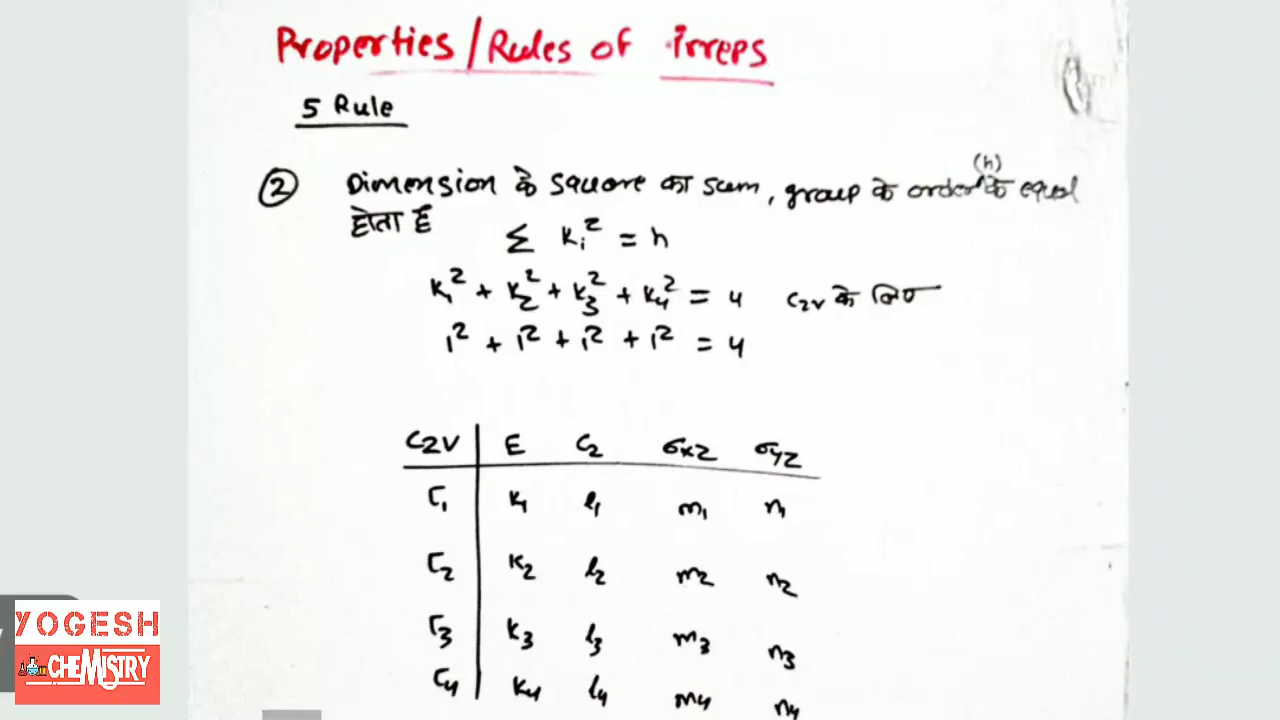 Properties/Rules of irreps
5 Rule
② Dimension के square का sum, group के order (h) के equal
होता है
Σ Kᵢ² = h
K₁² + K₂² + K₃² + K₄² = 4 C2V के लिए
1² + 1² + 1² + 1² = 4
C2V E C₂ σxz σyz
Γ₁ K₁ l₁ m₁ n₁
Γ₂ K₂ l₂ m₂ n₂
Γ₃ K₃ l₃ m₃ n₃
Γ₄ K₄ l₄ m₄ n₄
YOGESH
CHEMISTRY